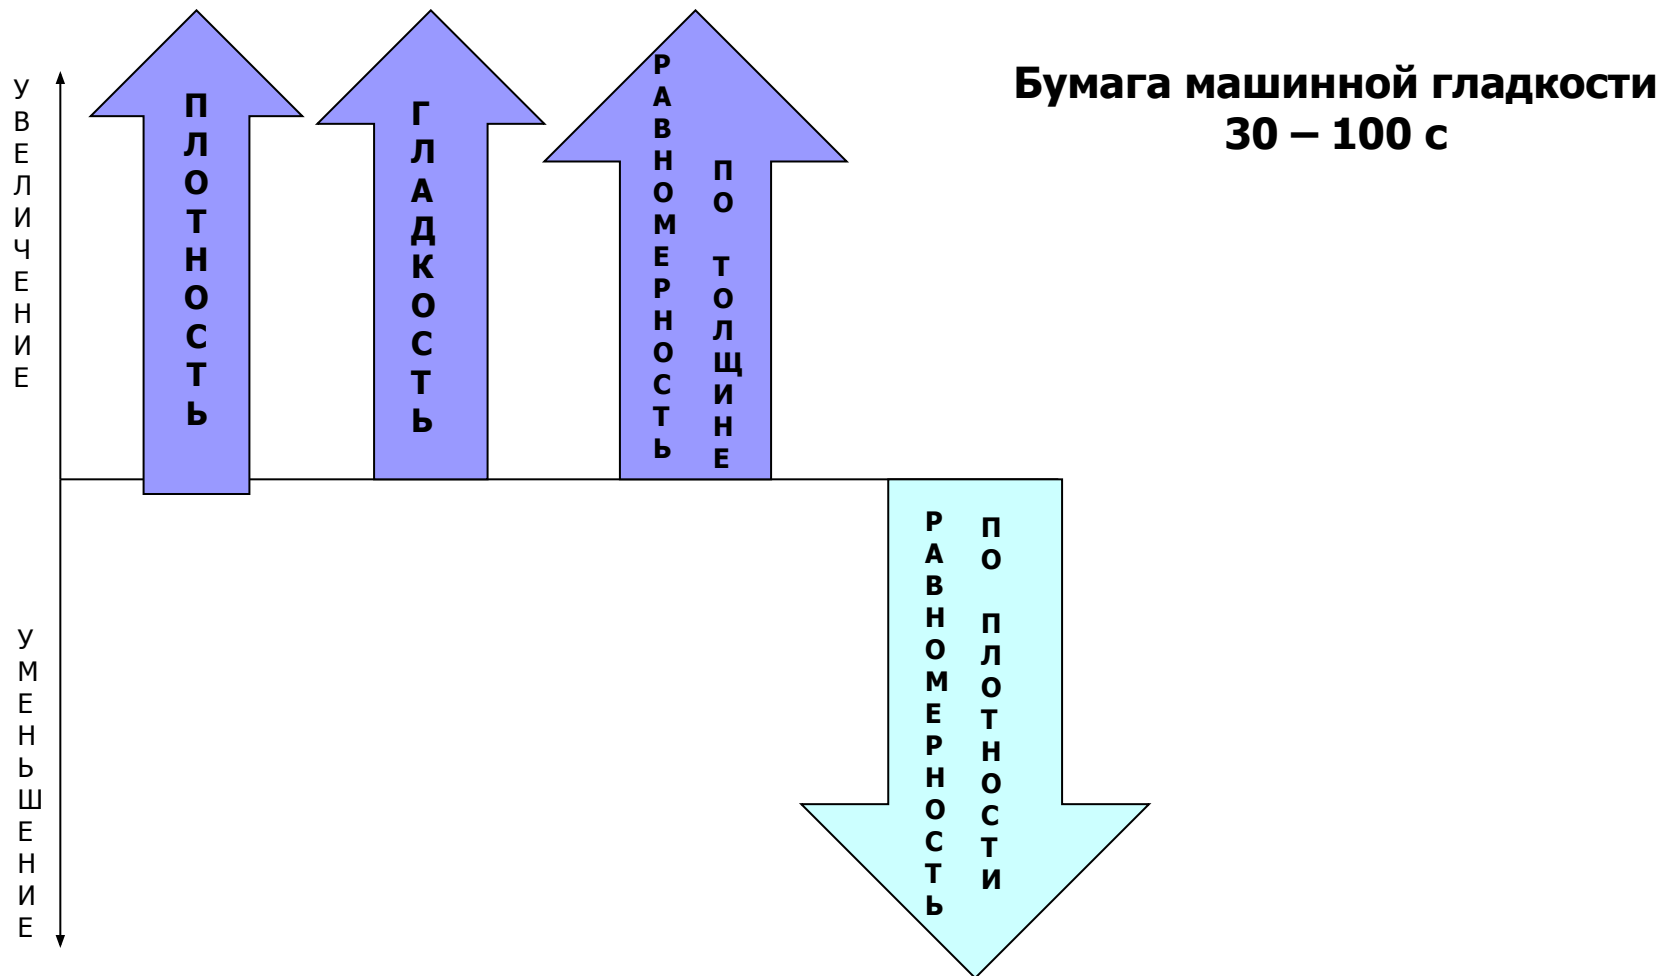 УВЕЛИЧЕНИЕ
ПЛОТНОСТЬ
ГЛАДКОСТЬ
РАВНОМЕРНОСТЬ
ПО ТОЛЩИНЕ
Бумага машинной гладкости
30 – 100 с
УМЕНЬШЕНИЕ
РАВНОМЕРНОСТЬ
ПО ПЛОТНОСТИ